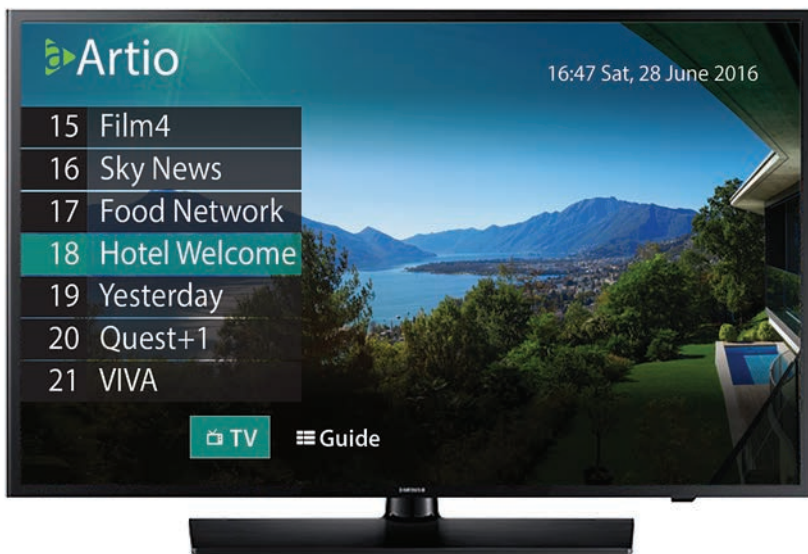 a Artio
16:47 Sat, 28 June 2016
15 Film4
16 Sky News
17 Food Network
18 Hotel Welcome
19 Yesterday
20 Quest+1
21 VIVA
TV Guide
SAMSUNG